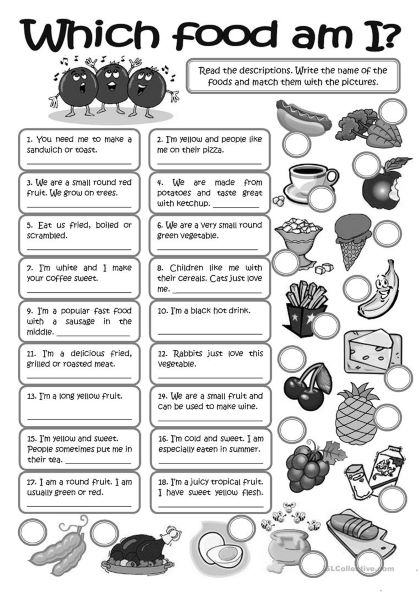 Which food am I?
Read the descriptions. Write the name of the
foods and match them with the pictures.
1. You need me to make a
sandwich or toast.
2. I'm yellow and people like
me on their pizza.
3. We are a small round red
fruit. We grow on trees.
4. We are made from
potatoes and taste great
with ketchup.
5. Eat us fried, boiled or
scrambled.
6. We are a very small round
green vegetable.
7. I'm white and I make
your coffee sweet.
8. Children like me with
their cereals. Cats just love
me.
9. I'm a popular fast food
with a sausage in the
middle.
10. I'm a black hot drink.
11. I'm a delicious fried,
grilled or roasted meat.
12. Rabbits just love this
vegetable.
13. I'm a long yellow fruit.
14. We are a small fruit and
can be used to make wine.
15. I'm yellow and sweet.
People sometimes put me in
their tea.
16. I'm cold and sweet. I am
especially eaten in summer.
17. I am a round fruit. I am
usually green or red.
18. I'm a juicy tropical fruit.
I have sweet yellow flesh.